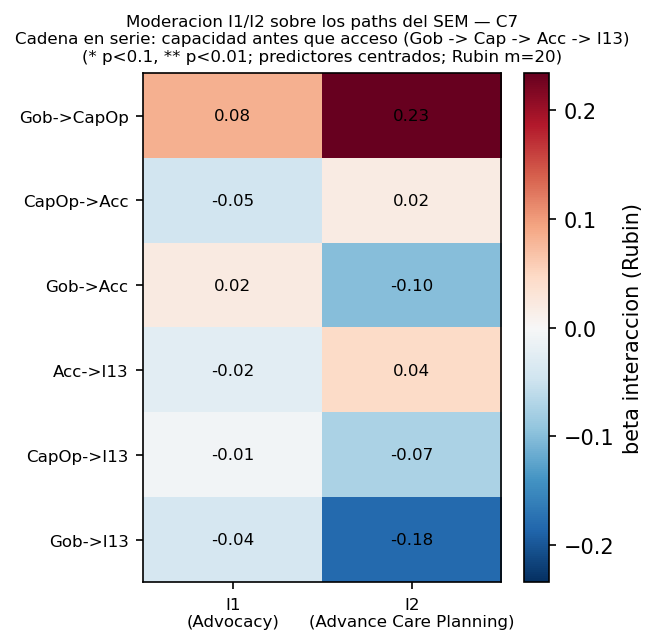 Moderacion I1/I2 sobre los paths del SEM — C7
Cadena en serie: capacidad antes que acceso (Gob -> Cap -> Acc -> I13)
(* p<0.1, ** p<0.01; predictores centrados; Rubin m=20)
Gob->CapOp 0.08 0.23
CapOp->Acc -0.05 0.02
Gob->Acc 0.02 -0.10
Acc->I13 -0.02 0.04
CapOp->I13 -0.01 -0.07
Gob->I13 -0.04 -0.18
I1 I2
(Advocacy) (Advance Care Planning)
0.2
0.1
0.0
−0.1
−0.2
beta interaccion (Rubin)